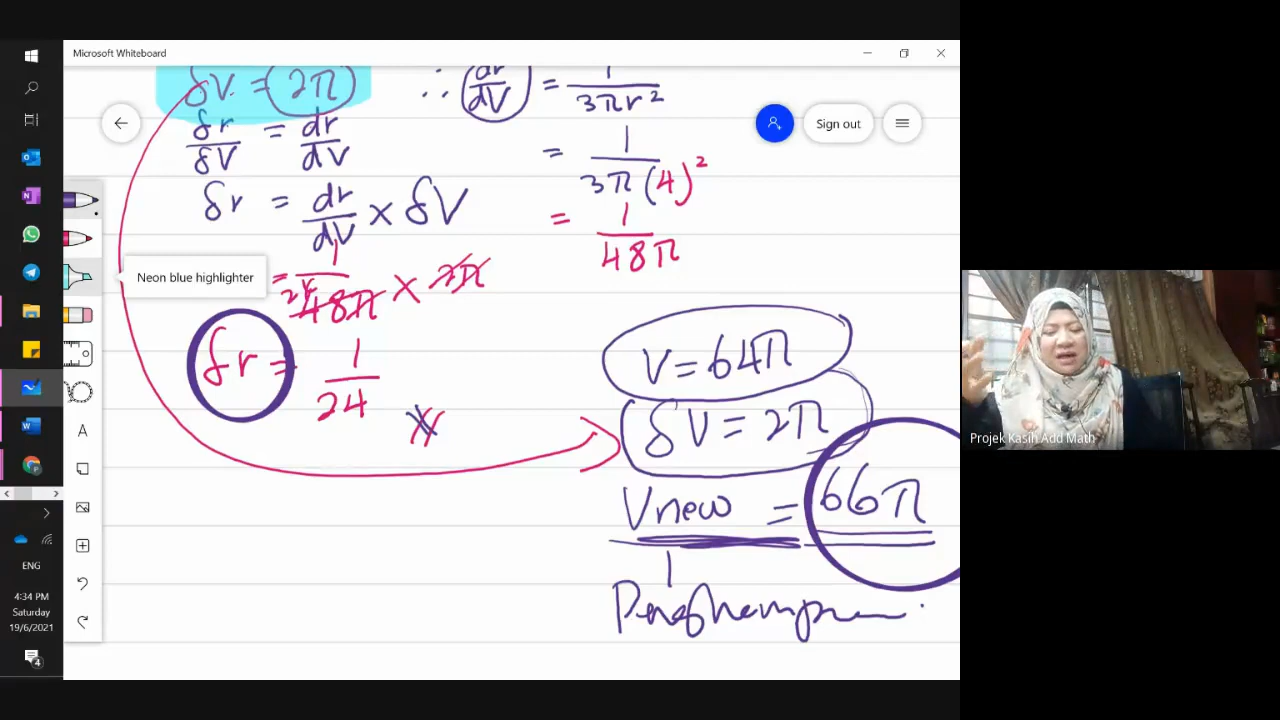 Microsoft Whiteboard
δV = 2π
∴ dr/dV = 1/3πr²
δr/δV = dr/dV
= 1/3π(4)²
δr = dr/dV × δV
= 1/48π
= 1/48π × 2π
24
δr = 1/24
V = 64π
δV = 2π
Vnew = 66π
Sign out
Neon blue highlighter
Projek Kasih Add Math
ENG
4:34 PM
Saturday
19/6/2021
4